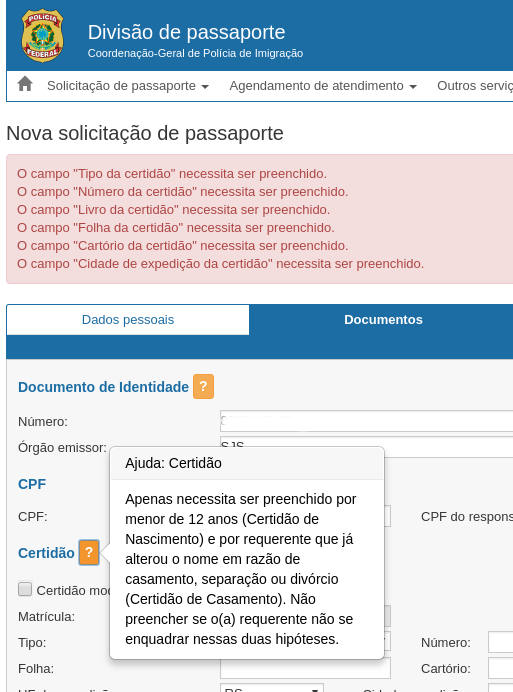 POLÍCIA
FEDERAL
Divisão de passaporte
Coordenação-Geral de Polícia de Imigração
Solicitação de passaporte Agendamento de atendimento Outros serviç
Nova solicitação de passaporte
O campo "Tipo da certidão" necessita ser preenchido.
O campo "Número da certidão" necessita ser preenchido.
O campo "Livro da certidão" necessita ser preenchido.
O campo "Folha da certidão" necessita ser preenchido.
O campo "Cartório da certidão" necessita ser preenchido.
O campo "Cidade de expedição da certidão" necessita ser preenchido.
Dados pessoais Documentos
Documento de Identidade ?
Número:
Órgão emissor: SJS
Ajuda: Certidão
Apenas necessita ser preenchido por
menor de 12 anos (Certidão de
Nascimento) e por requerente que já
alterou o nome em razão de
casamento, separação ou divórcio
(Certidão de Casamento). Não
preencher se o(a) requerente não se
enquadrar nessas duas hipóteses.
CPF
CPF: CPF do respons
Certidão ?
Certidão mod
Matrícula:
Tipo: Número:
Folha: Cartório:
RS